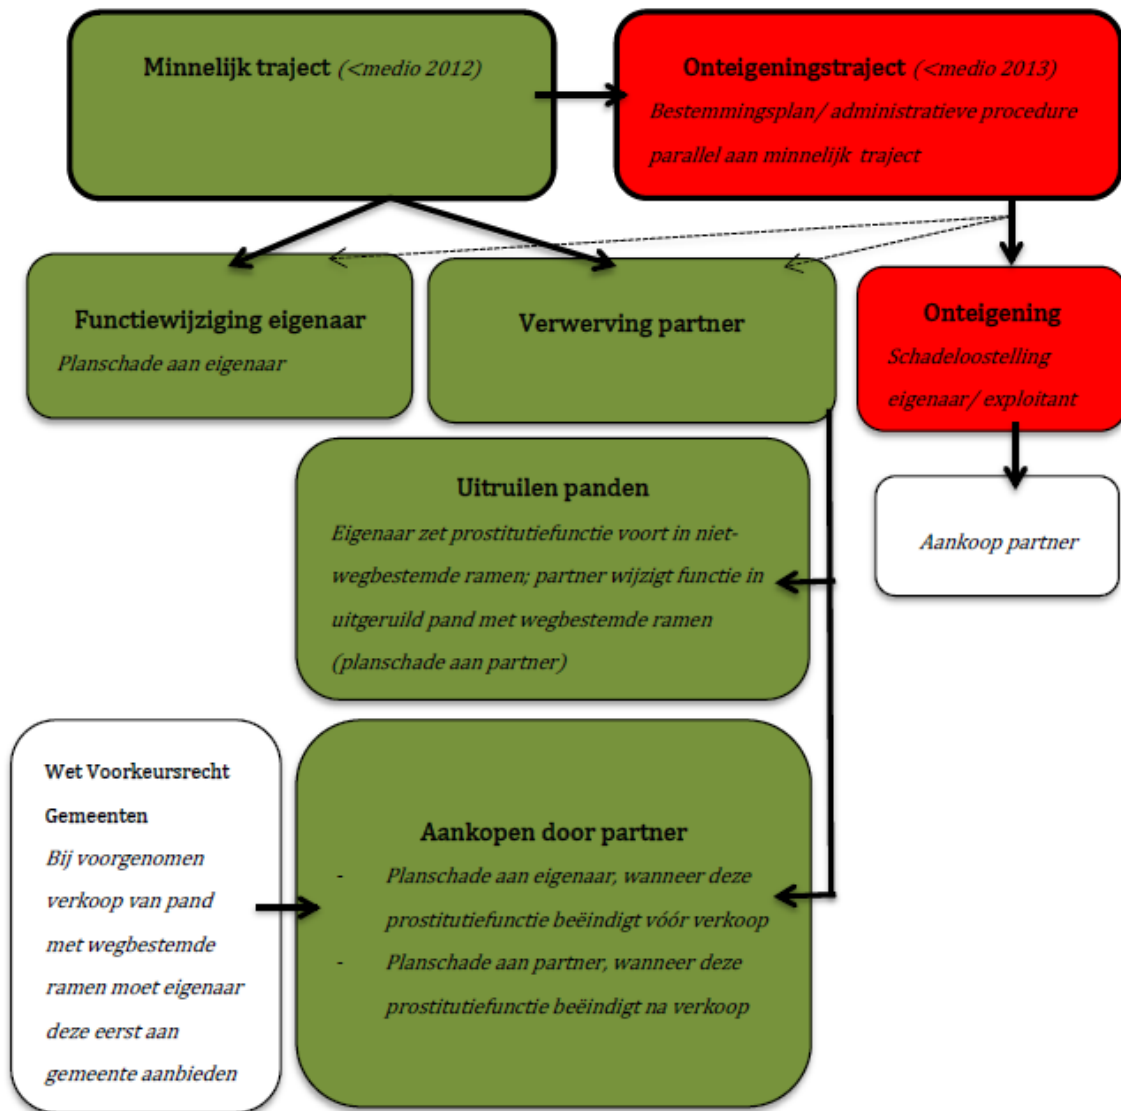 Minnelijk traject (<medio 2012)
Onteigeningstraject (<medio 2013)
Bestemmingsplan/ administratieve procedure
parallel aan minnelijk traject
Functiewijziging eigenaar
Planschade aan eigenaar
Verwerving partner
Onteigening
Schadeloostelling
eigenaar/ exploitant
Uitruilen panden
Eigenaar zet prostitutiefunctie voort in niet-
wegbestemde ramen; partner wijzigt functie in
uitgeruild pand met wegbestemde ramen
(planschade aan partner)
Aankoop partner
Wet Voorkeursrecht
Gemeenten
Bij voorgenomen
verkoop van pand
met wegbestemde
ramen moet eigenaar
deze eerst aan
gemeente aanbieden
Aankopen door partner
- Planschade aan eigenaar, wanneer deze
prostitutiefunctie beëindigt vóór verkoop
- Planschade aan partner, wanneer deze
prostitutiefunctie beëindigt na verkoop